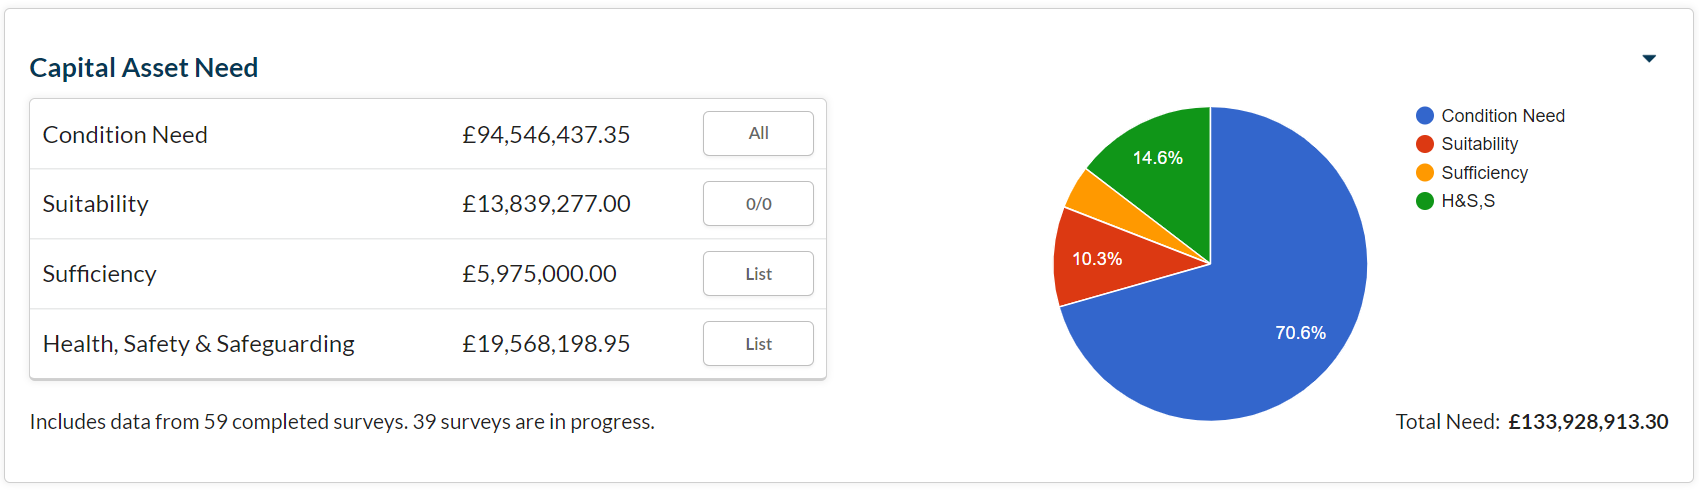 Capital Asset Need
Condition Need £94,546,437.35 All
Suitability £13,839,277.00 0/0
Sufficiency £5,975,000.00 List
Health, Safety & Safeguarding £19,568,198.95 List
Includes data from 59 completed surveys. 39 surveys are in progress.
14.6%
10.3%
70.6%
Condition Need
Suitability
Sufficiency
H&S,S
Total Need: £133,928,913.30